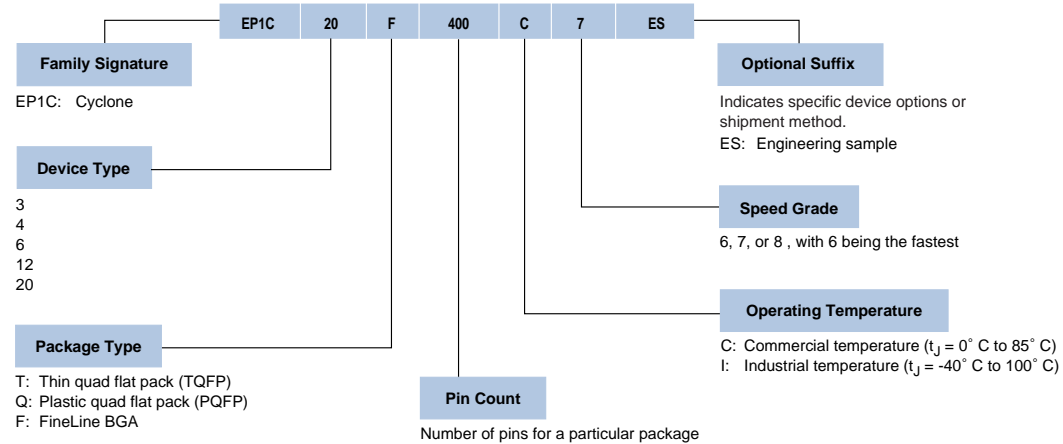 EP1C 20 F 400 C 7 ES
Family Signature
EP1C: Cyclone
Device Type
3
4
6
12
20
Package Type
T: Thin quad flat pack (TQFP)
Q: Plastic quad flat pack (PQFP)
F: FineLine BGA
Pin Count
Number of pins for a particular package
Optional Suffix
Indicates specific device options or
shipment method.
ES: Engineering sample
Speed Grade
6, 7, or 8 , with 6 being the fastest
Operating Temperature
C: Commercial temperature (tJ = 0° C to 85° C)
I: Industrial temperature (tJ = -40° C to 100° C)